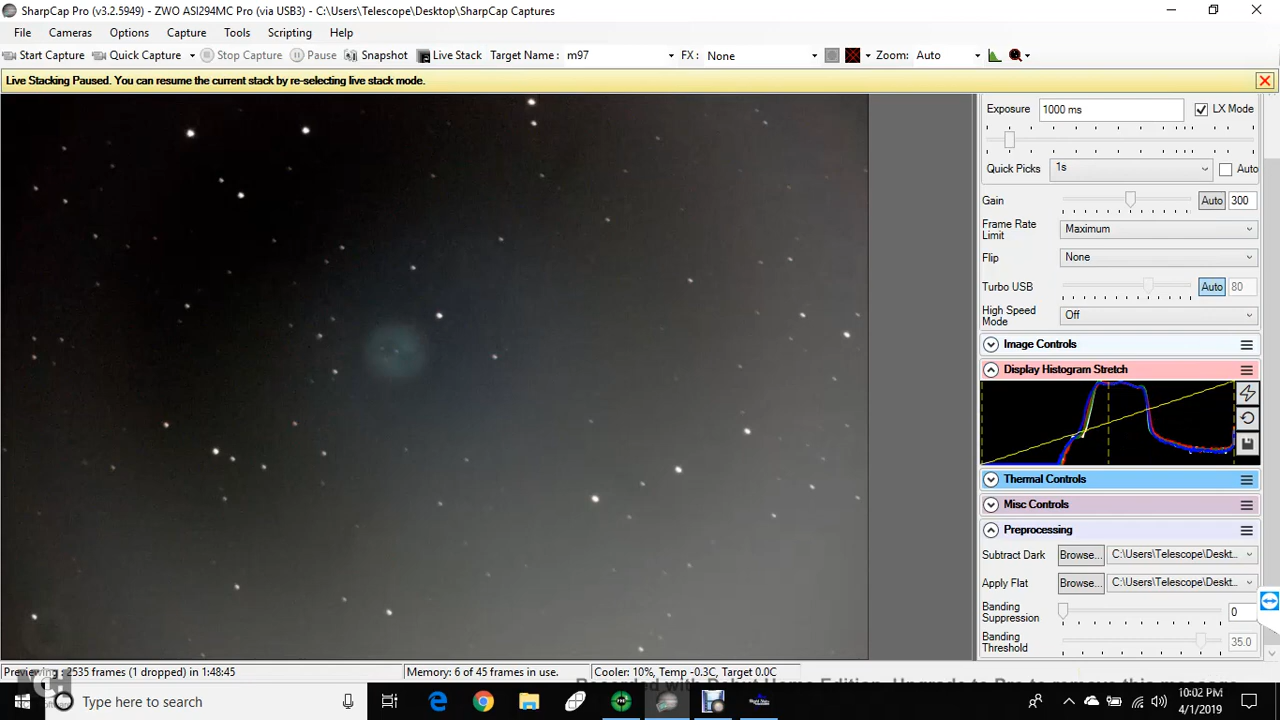 SharpCap Pro (v3.2.5949) - ZWO ASI294MC Pro (via USB3) - C:\Users\Telescope\Desktop\SharpCap Captures
File Cameras Options Capture Tools Scripting Help
Start Capture Quick Capture Stop Capture Pause Snapshot Live Stack Target Name : m97 FX: None Zoom: Auto
Live Stacking Paused. You can resume the current stack by re-selecting live stack mode.
Exposure 1000 ms LX Mode
Quick Picks 1s Auto
Gain Auto 300
Frame Rate
Limit Maximum
Flip None
Turbo USB Auto 80
High Speed
Mode Off
Image Controls
Display Histogram Stretch
Thermal Controls
Misc Controls
Preprocessing
Subtract Dark Browse... C:\Users\Telescope\Deskt...
Apply Flat Browse... C:\Users\Telescope\Deskt...
Banding
Suppression 0
Banding
Threshold 35.0
Previewing : 2535 frames (1 dropped) in 1:48:45 Memory: 6 of 45 frames in use. Cooler: 10%, Temp -0.3C, Target 0.0C
Type here to search
10:02 PM
4/1/2019